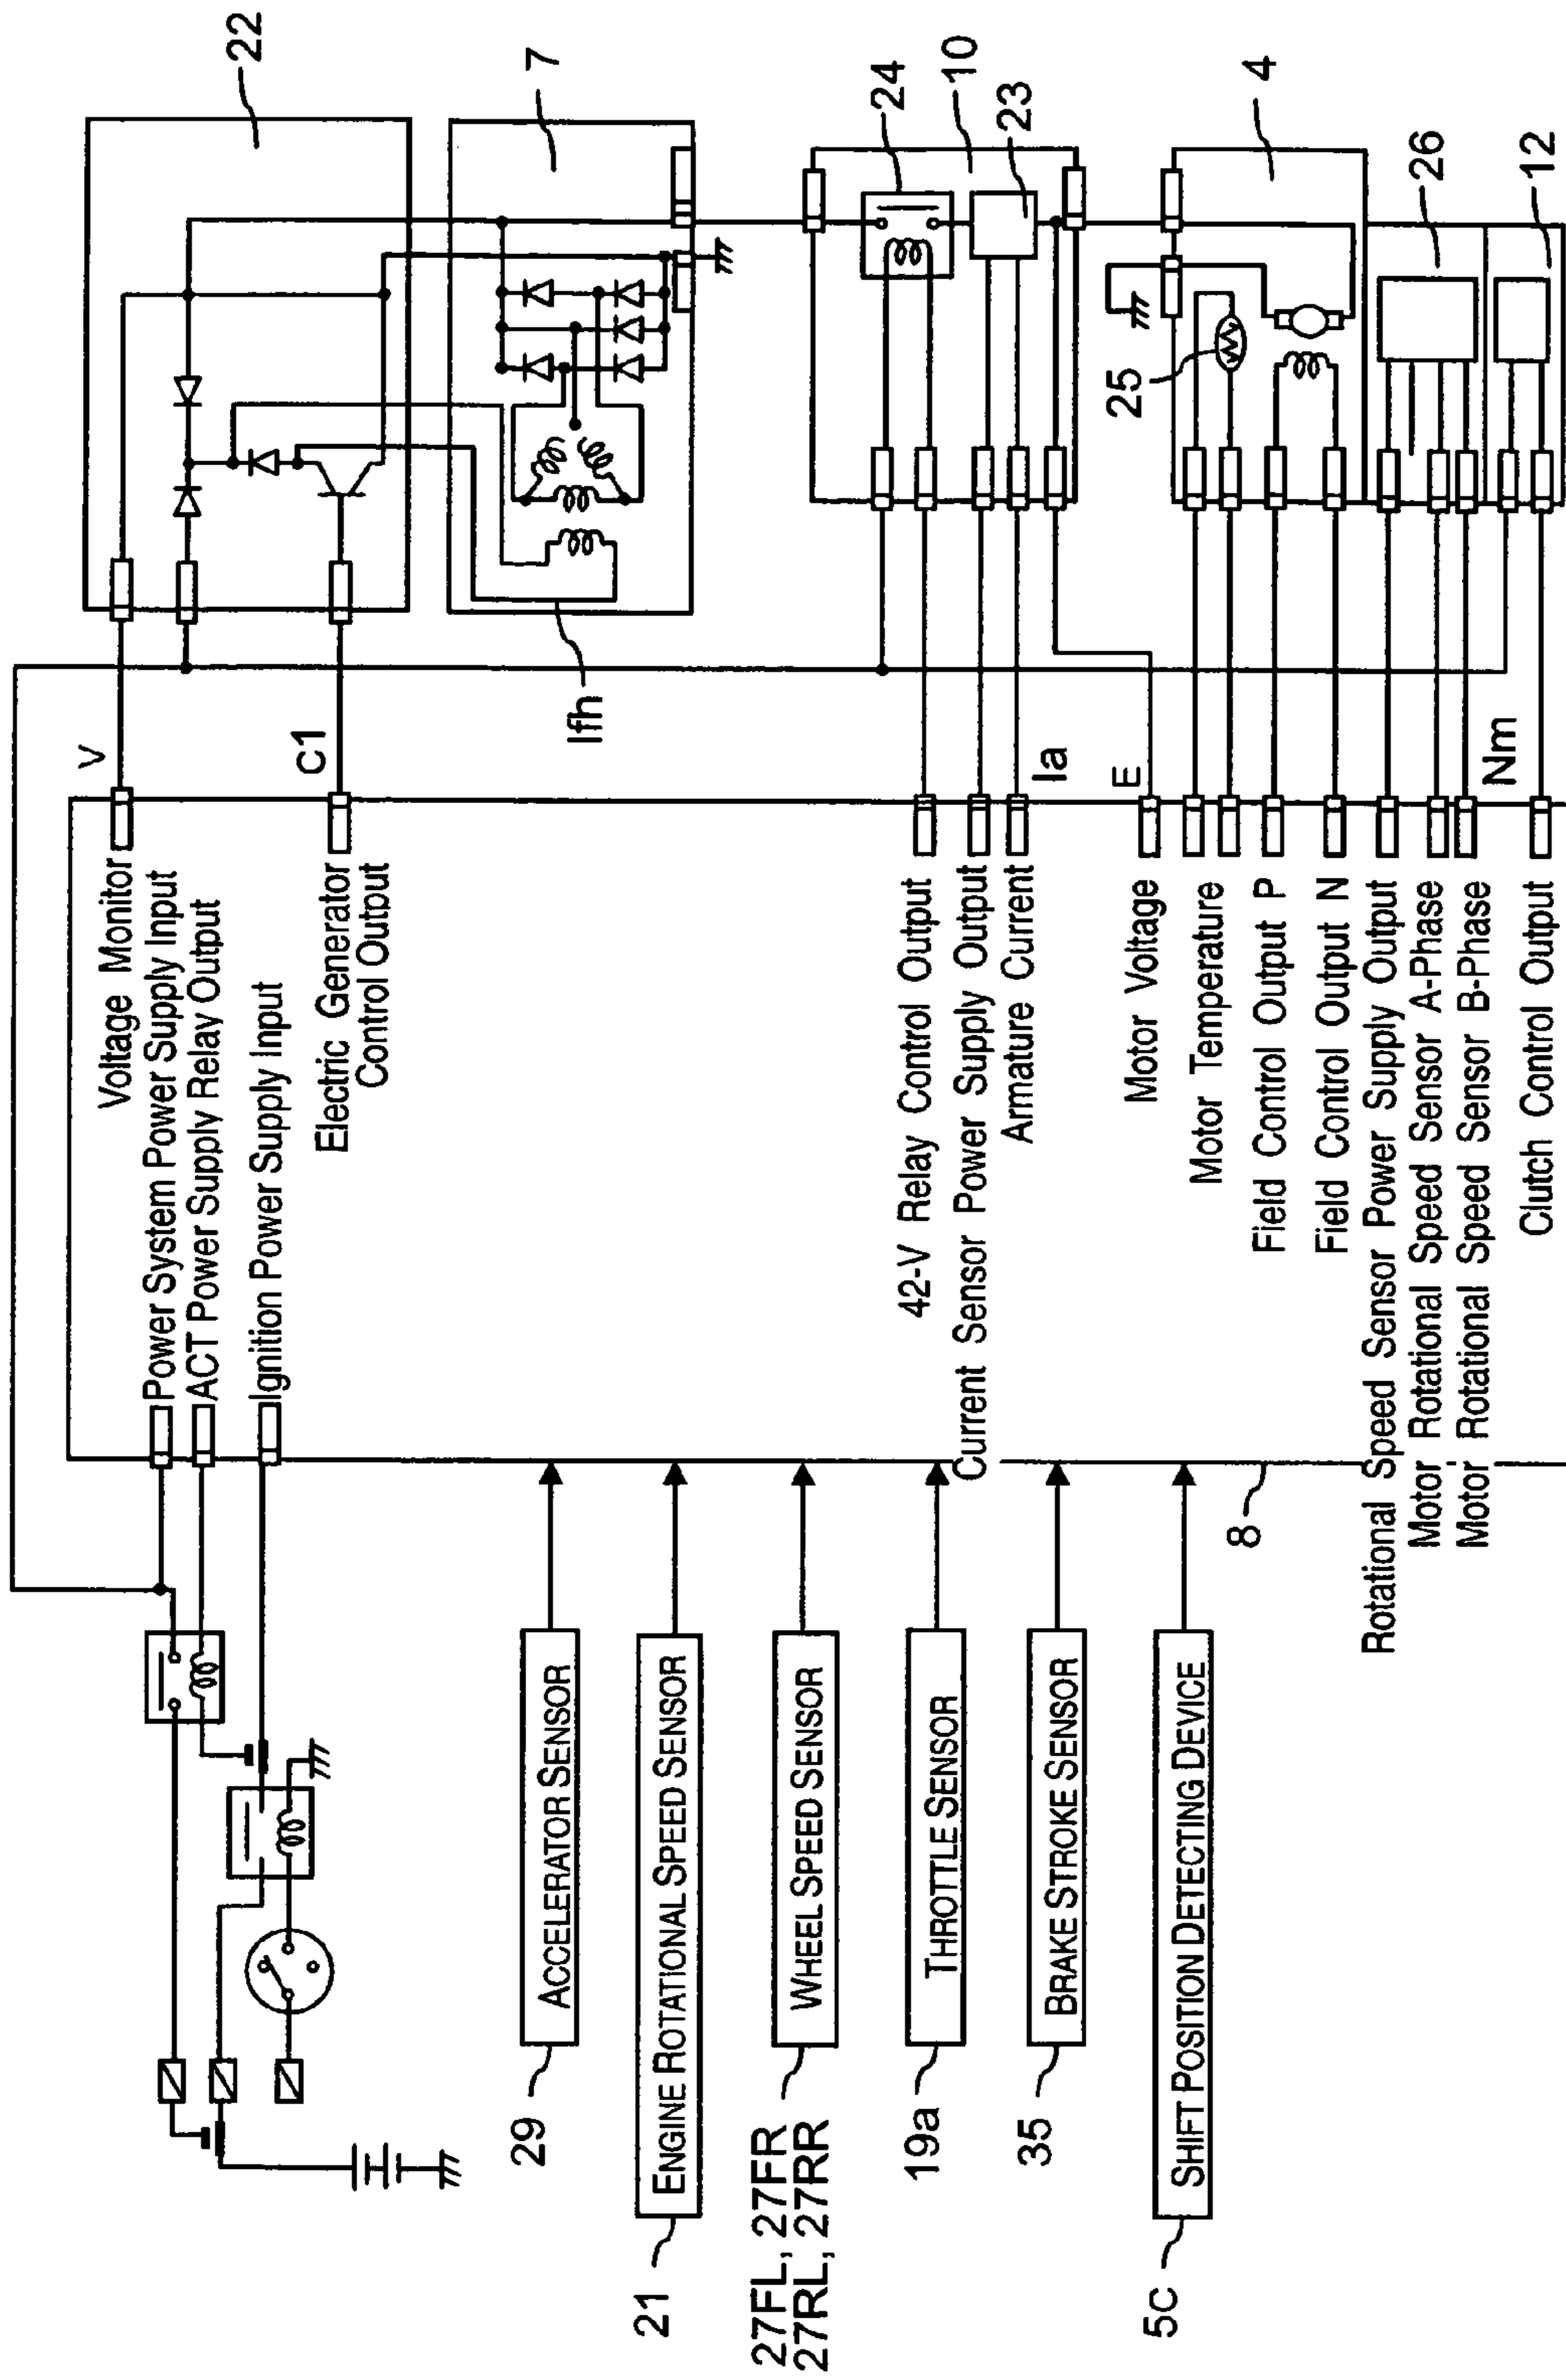 29
ACCELERATOR SENSOR
21
ENGINE ROTATIONAL SPEED SENSOR
27FL, 27FR
27RL, 27RR
WHEEL SPEED SENSOR
19a
THROTTLE SENSOR
35
BRAKE STROKE SENSOR
5c
SHIFT POSITION DETECTING DEVICE
8
Power System Power Supply Input
ACT Power Supply Relay Output
Ignition Power Supply Input
Voltage Monitor
Electric Generator
Control Output
42-V Relay Control Output
Current Sensor Power Supply Output
Armature Current
Motor Voltage
Motor Temperature
Field Control Output P
Field Control Output N
Rotational Speed Sensor Power Supply Output
Motor Rotational Speed Sensor A-Phase
Motor Rotational Speed Sensor B-Phase
Clutch Control Output
V
C1
Ifh
Ia
E
Nm
22
7
24
10
23
25
4
26
12